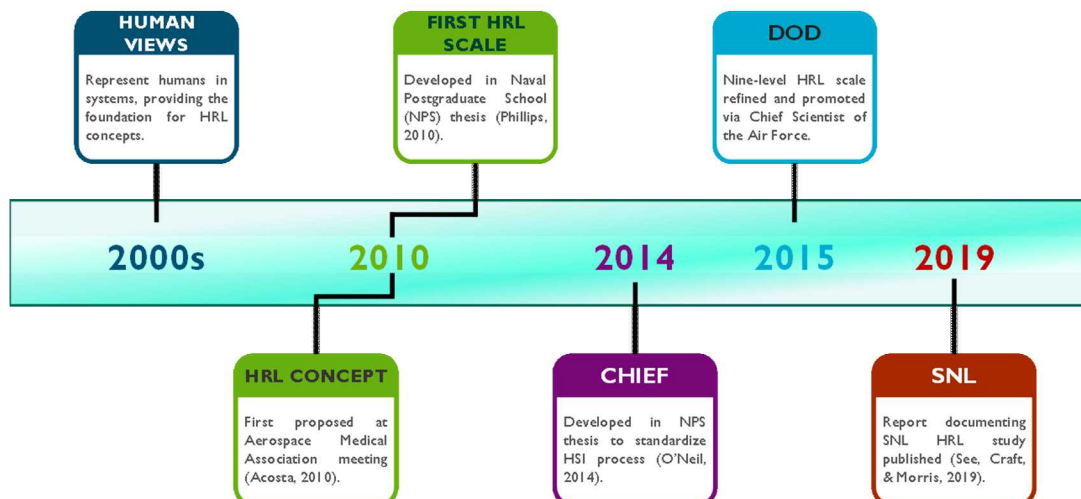 HUMAN
VIEWS
Represent humans in
systems, providing the
foundation for HRL
concepts.
FIRST HRL
SCALE
Developed in Naval
Postgraduate School
(NPS) thesis (Phillips,
2010).
DOD
Nine-level HRL scale
refined and promoted
via Chief Scientist of
the Air Force.
2000s
2010
2014
2015
2019
HRL CONCEPT
First proposed at
Aerospace Medical
Association meeting
(Acosta, 2010).
CHIEF
Developed in NPS
thesis to standardize
HSI process (O'Neil,
2014).
SNL
Report documenting
SNL HRL study
published (See, Craft,
& Morris, 2019).